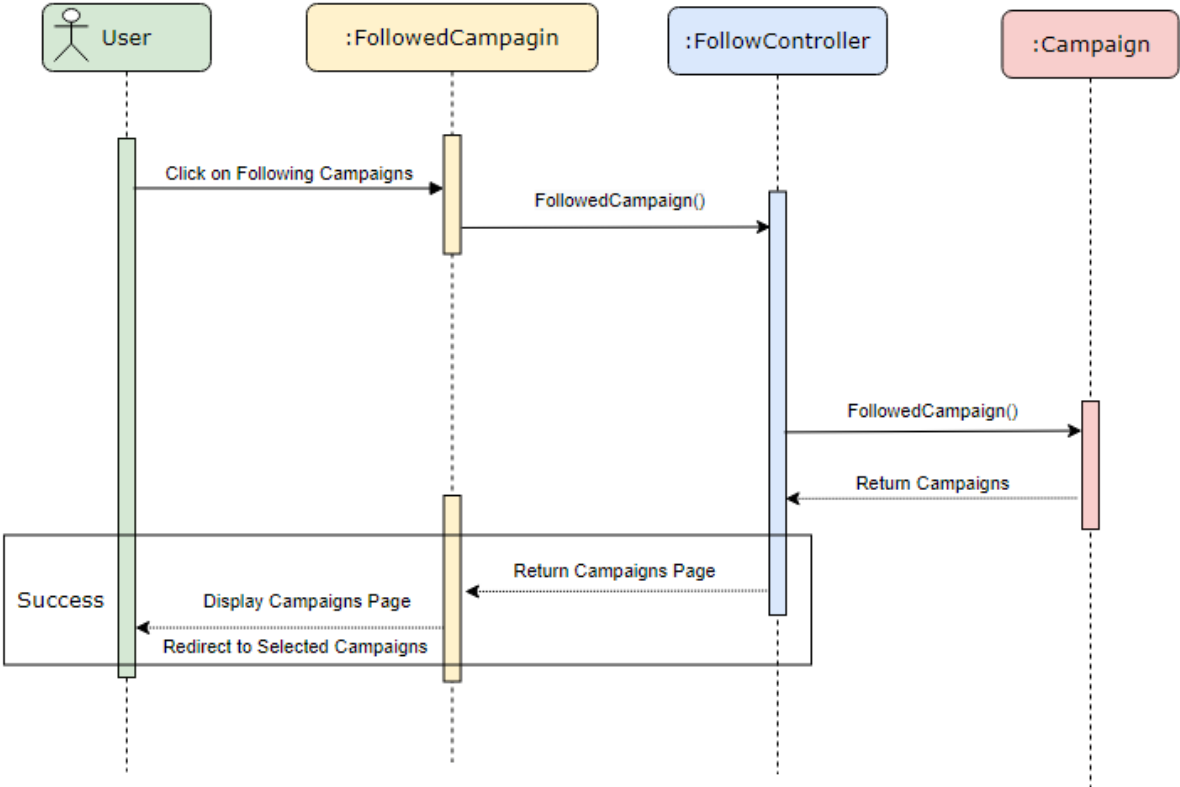 User
:FollowedCampagin
:FollowController
:Campaign
Click on Following Campaigns
FollowedCampaign()
FollowedCampaign()
Return Campaigns
Return Campaigns Page
Success
Display Campaigns Page
Redirect to Selected Campaigns